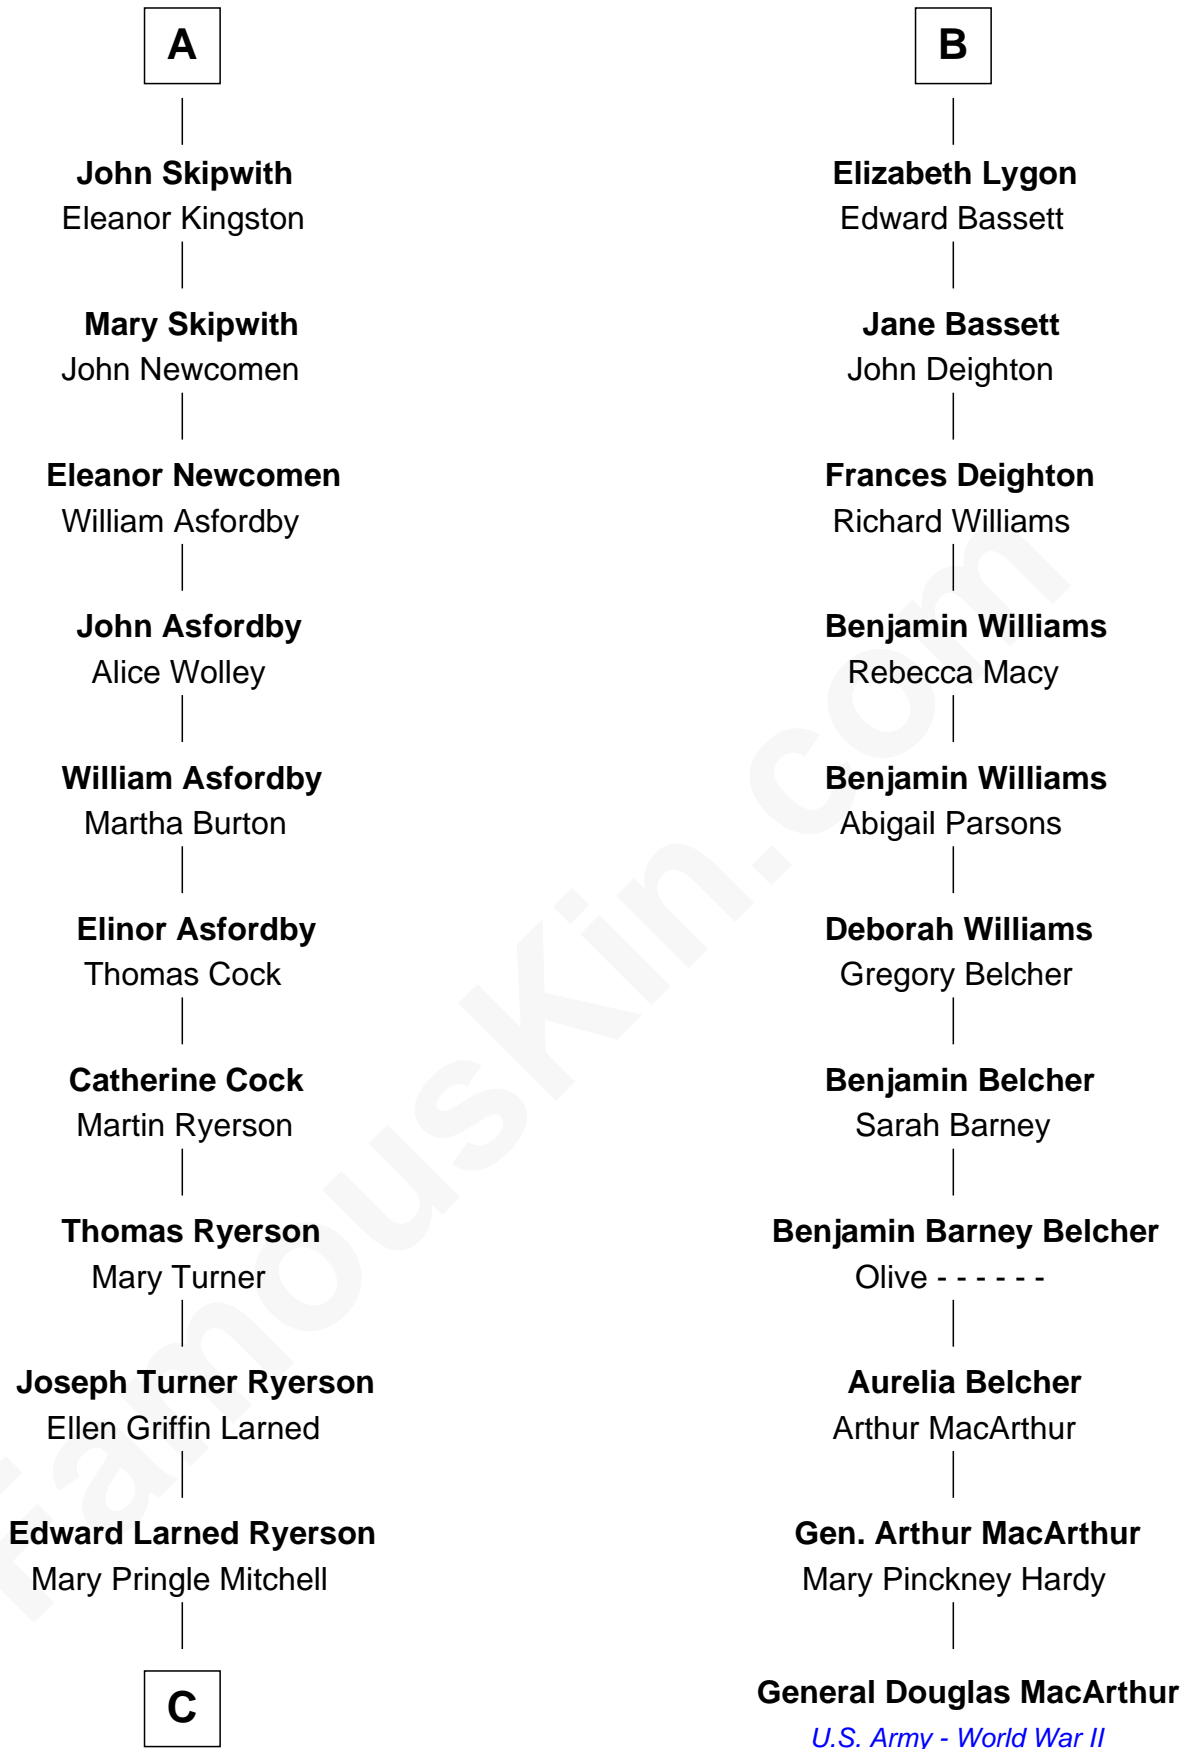 A
John Skipwith
Eleanor Kingston
Mary Skipwith
John Newcomen
Eleanor Newcomen
William Asfordby
John Asfordby
Alice Wolley
William Asfordby
Martha Burton
Elinor Asfordby
Thomas Cock
Catherine Cock
Martin Ryerson
Thomas Ryerson
Mary Turner
Joseph Turner Ryerson
Ellen Griffin Larned
Edward Larned Ryerson
Mary Pringle Mitchell
C
B
Elizabeth Lygon
Edward Bassett
Jane Bassett
John Deighton
Frances Deighton
Richard Williams
Benjamin Williams
Rebecca Macy
Benjamin Williams
Abigail Parsons
Deborah Williams
Gregory Belcher
Benjamin Belcher
Sarah Barney
Benjamin Barney Belcher
Olive - - - - - -
Aurelia Belcher
Arthur MacArthur
Gen. Arthur MacArthur
Mary Pinckney Hardy
General Douglas MacArthur
U.S. Army - World War II
FamousKin.com